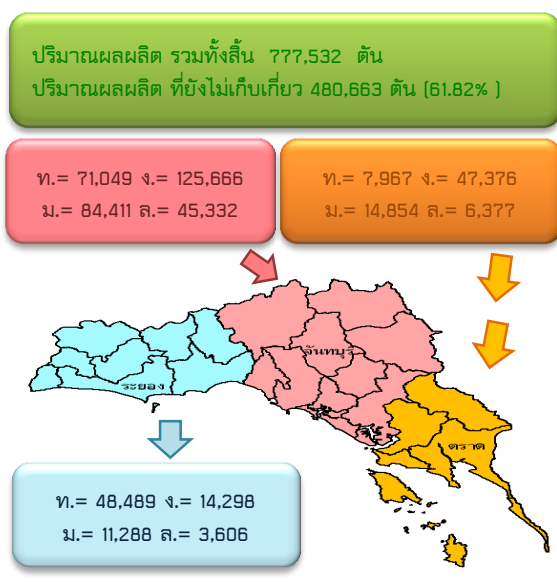 ปริมาณผลผลิต รวมทั้งสิ้น 777,532 ตัน
ปริมาณผลผลิต ที่ยังไม่เก็บเกี่ยว 480,663 ตัน (61.82% )
ท.= 71,049 ง.= 125,666
ม.= 84,411 ล.= 45,332
ท.= 7,967 ง.= 47,376
ม.= 14,854 ล.= 6,377
จันทบุรี
ระยอง
ตราด
ท.= 48,489 ง.= 14,298
ม.= 11,288 ล.= 3,606